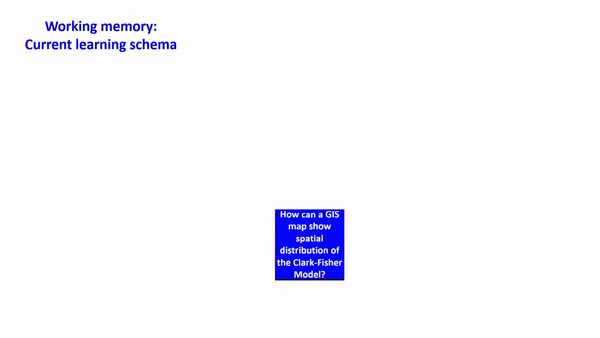 Working memory:
Current learning schema
How can a GIS
map show
spatial
distribution of
the Clark-Fisher
Model?